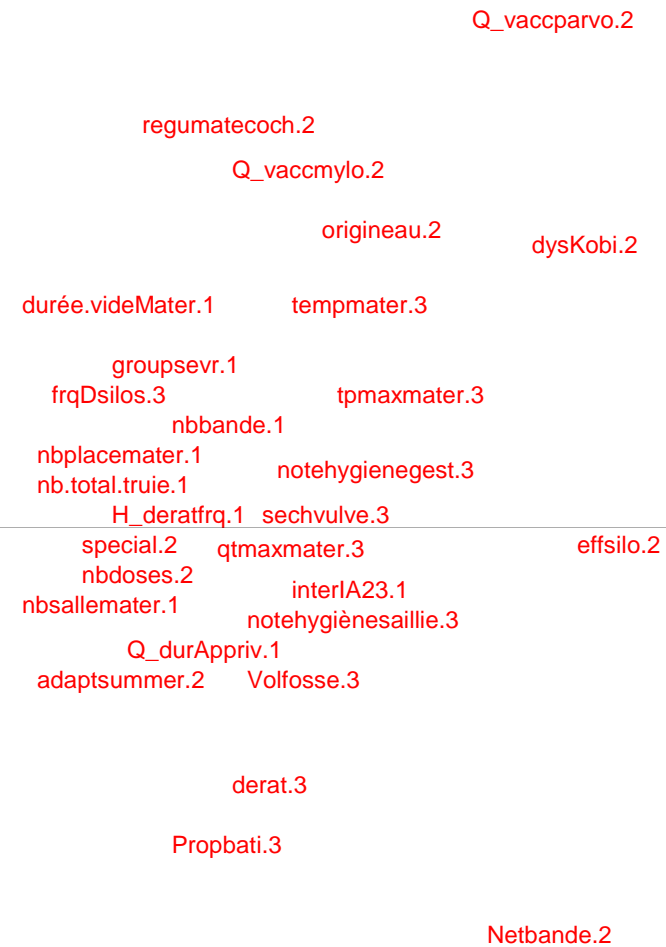 Q_vaccparvo.2
regumatecoch.2
Q_vaccmylo.2
origineau.2
dysKobi.2
durée.videMater.1 tempmater.3
groupsevr.1
frqDsilos.3 tpmaxmater.3
nbbande.1
nbplacemater.1
notehygienegest.3
nb.total.truie.1
H_deratfrq.1 sechvulve.3
special.2 qtmaxmater.3 effsilo.2
nbdoses.2
interIA23.1
nbsallemater.1
notehygiènesaillie.3
Q_durAppriv.1
adaptsummer.2 Volfosse.3
derat.3
Propbati.3
Netbande.2